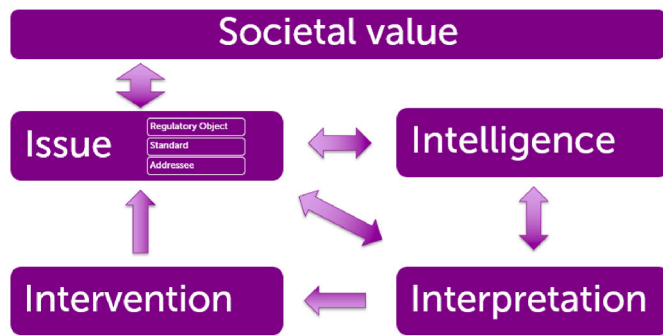 Societal value
Issue
Regulatory Object
Standard
Addressee
Intelligence
Intervention
Interpretation